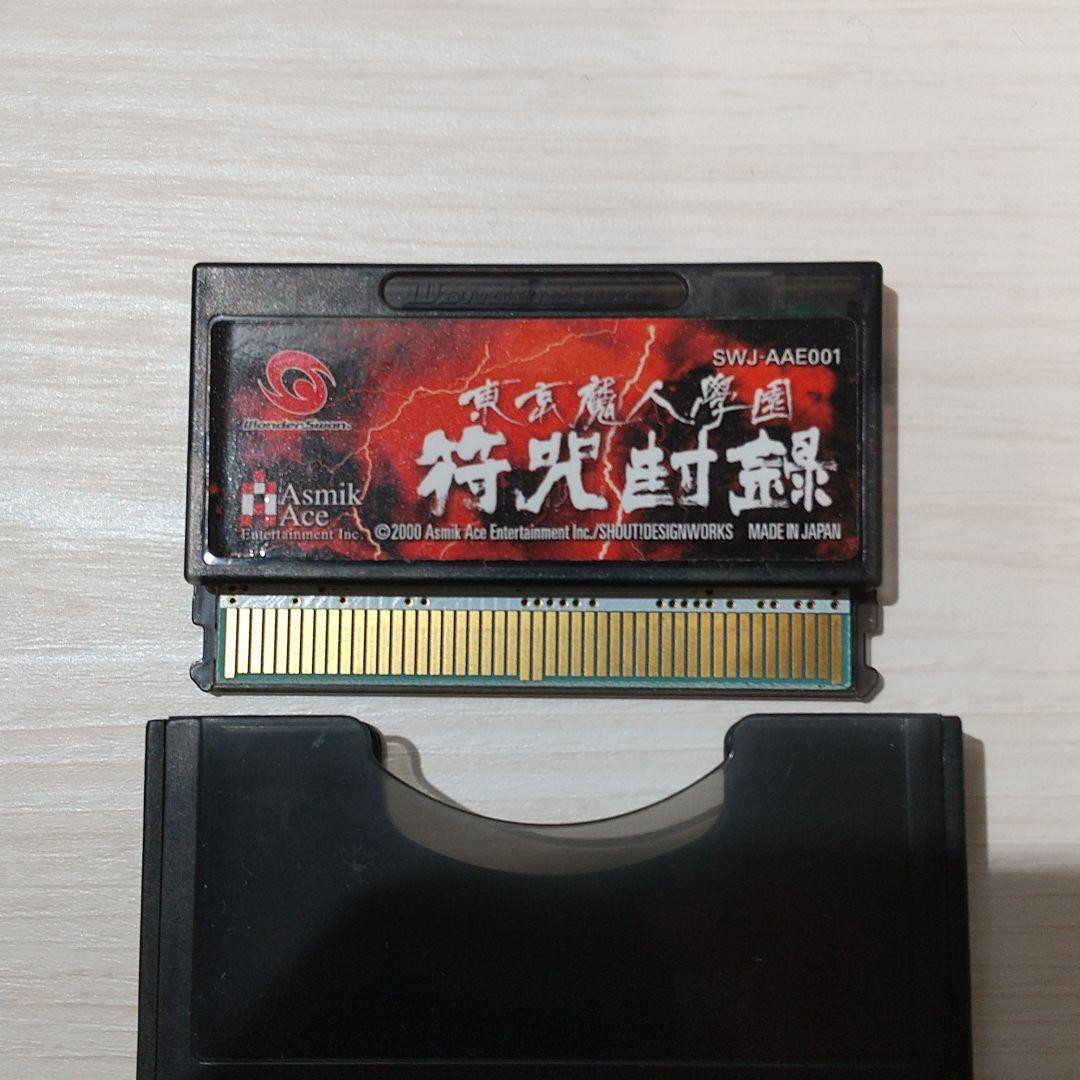 WonderSwan
SWJ-AAE001
東京魔人學園
符咒封録
WonderSwan
Asmik
Ace
Entertainment Inc.
©2000 Asmik Ace Entertainment Inc./SHOUT!DESIGNWORKS MADE IN JAPAN